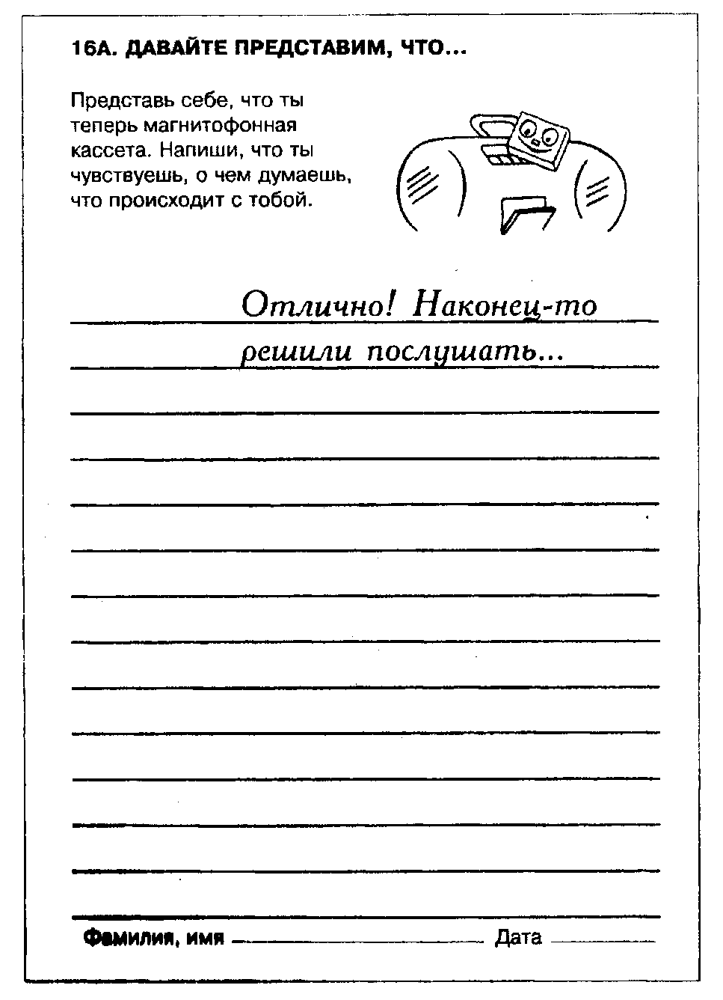 16А. ДАВАЙТЕ ПРЕДСТАВИМ, ЧТО...
Представь себе, что ты
теперь магнитофонная
кассета. Напиши, что ты
чувствуешь, о чем думаешь,
что происходит с тобой.
Отлично! Наконец-то
решили послушать...
Фамилия, имя
Дата